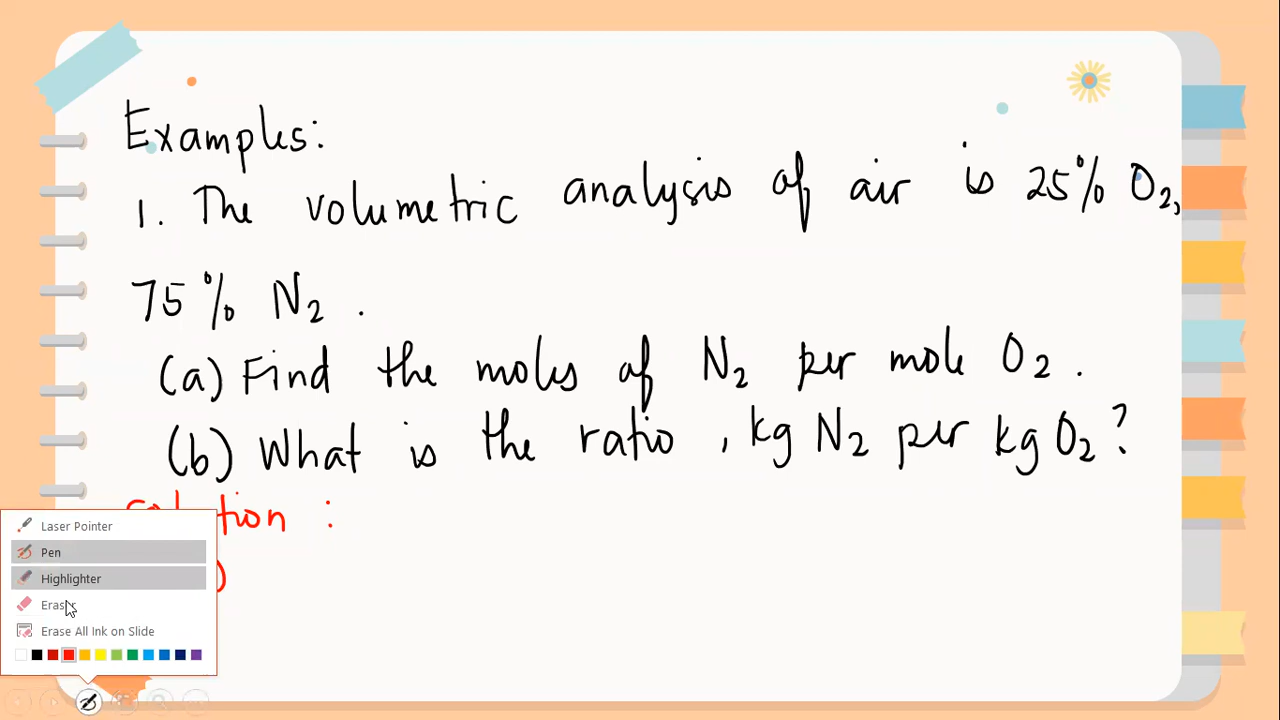 Examples:
1. The volumetric analysis of air is 25% O₂,
75% N₂.
(a) Find the moles of N₂ per mole O₂.
(b) What is the ratio, kg N₂ per kg O₂?
tion :
)
Laser Pointer
Pen
Highlighter
Eraser
Erase All Ink on Slide